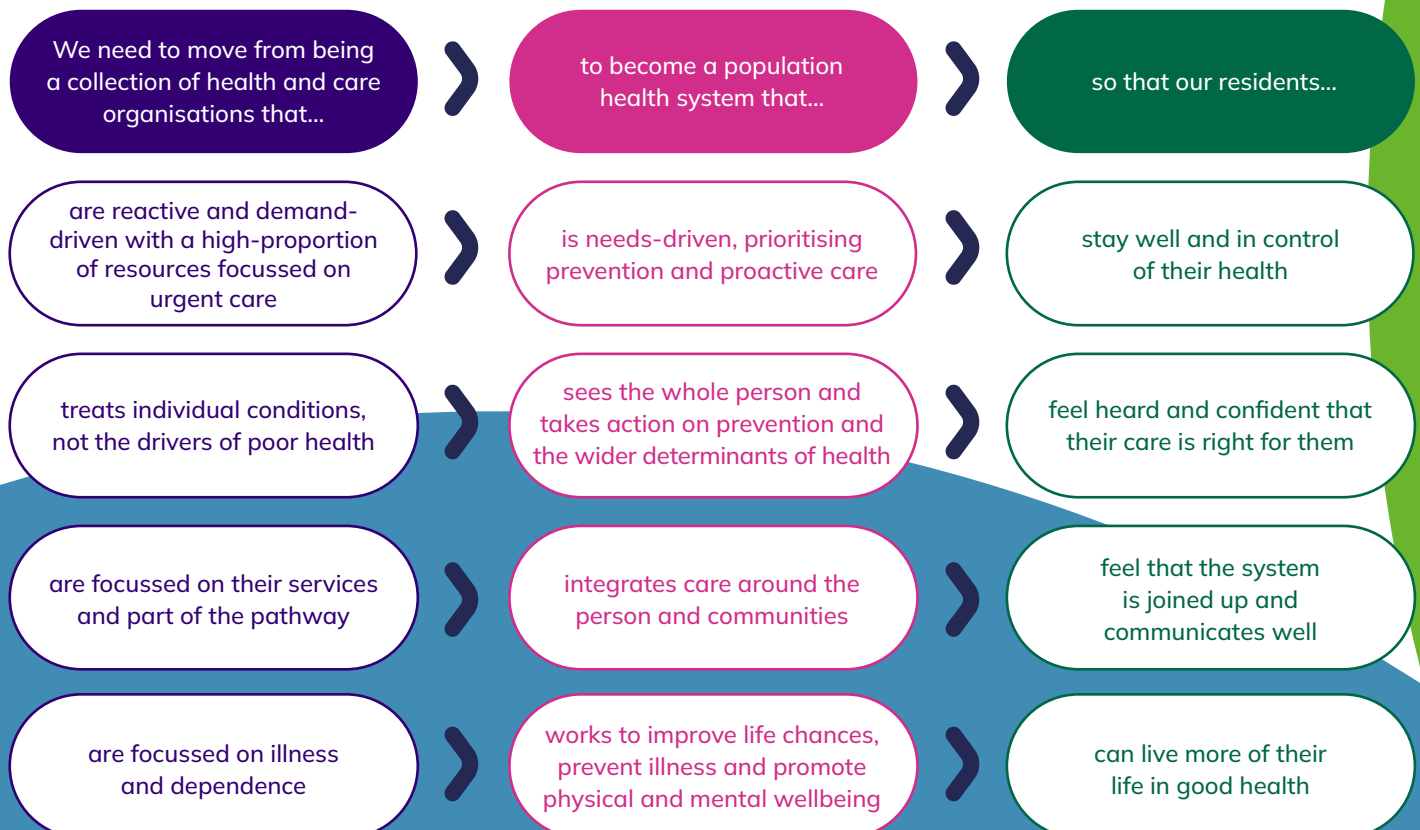 We need to move from being
a collection of health and care
organisations that...
to become a population
health system that...
so that our residents...
are reactive and demand-
driven with a high-proportion
of resources focussed on
urgent care
is needs-driven, prioritising
prevention and proactive care
stay well and in control
of their health
treats individual conditions,
not the drivers of poor health
sees the whole person and
takes action on prevention and
the wider determinants of health
feel heard and confident that
their care is right for them
are focussed on their services
and part of the pathway
integrates care around the
person and communities
feel that the system
is joined up and
communicates well
are focussed on illness
and dependence
works to improve life chances,
prevent illness and promote
physical and mental wellbeing
can live more of their
life in good health